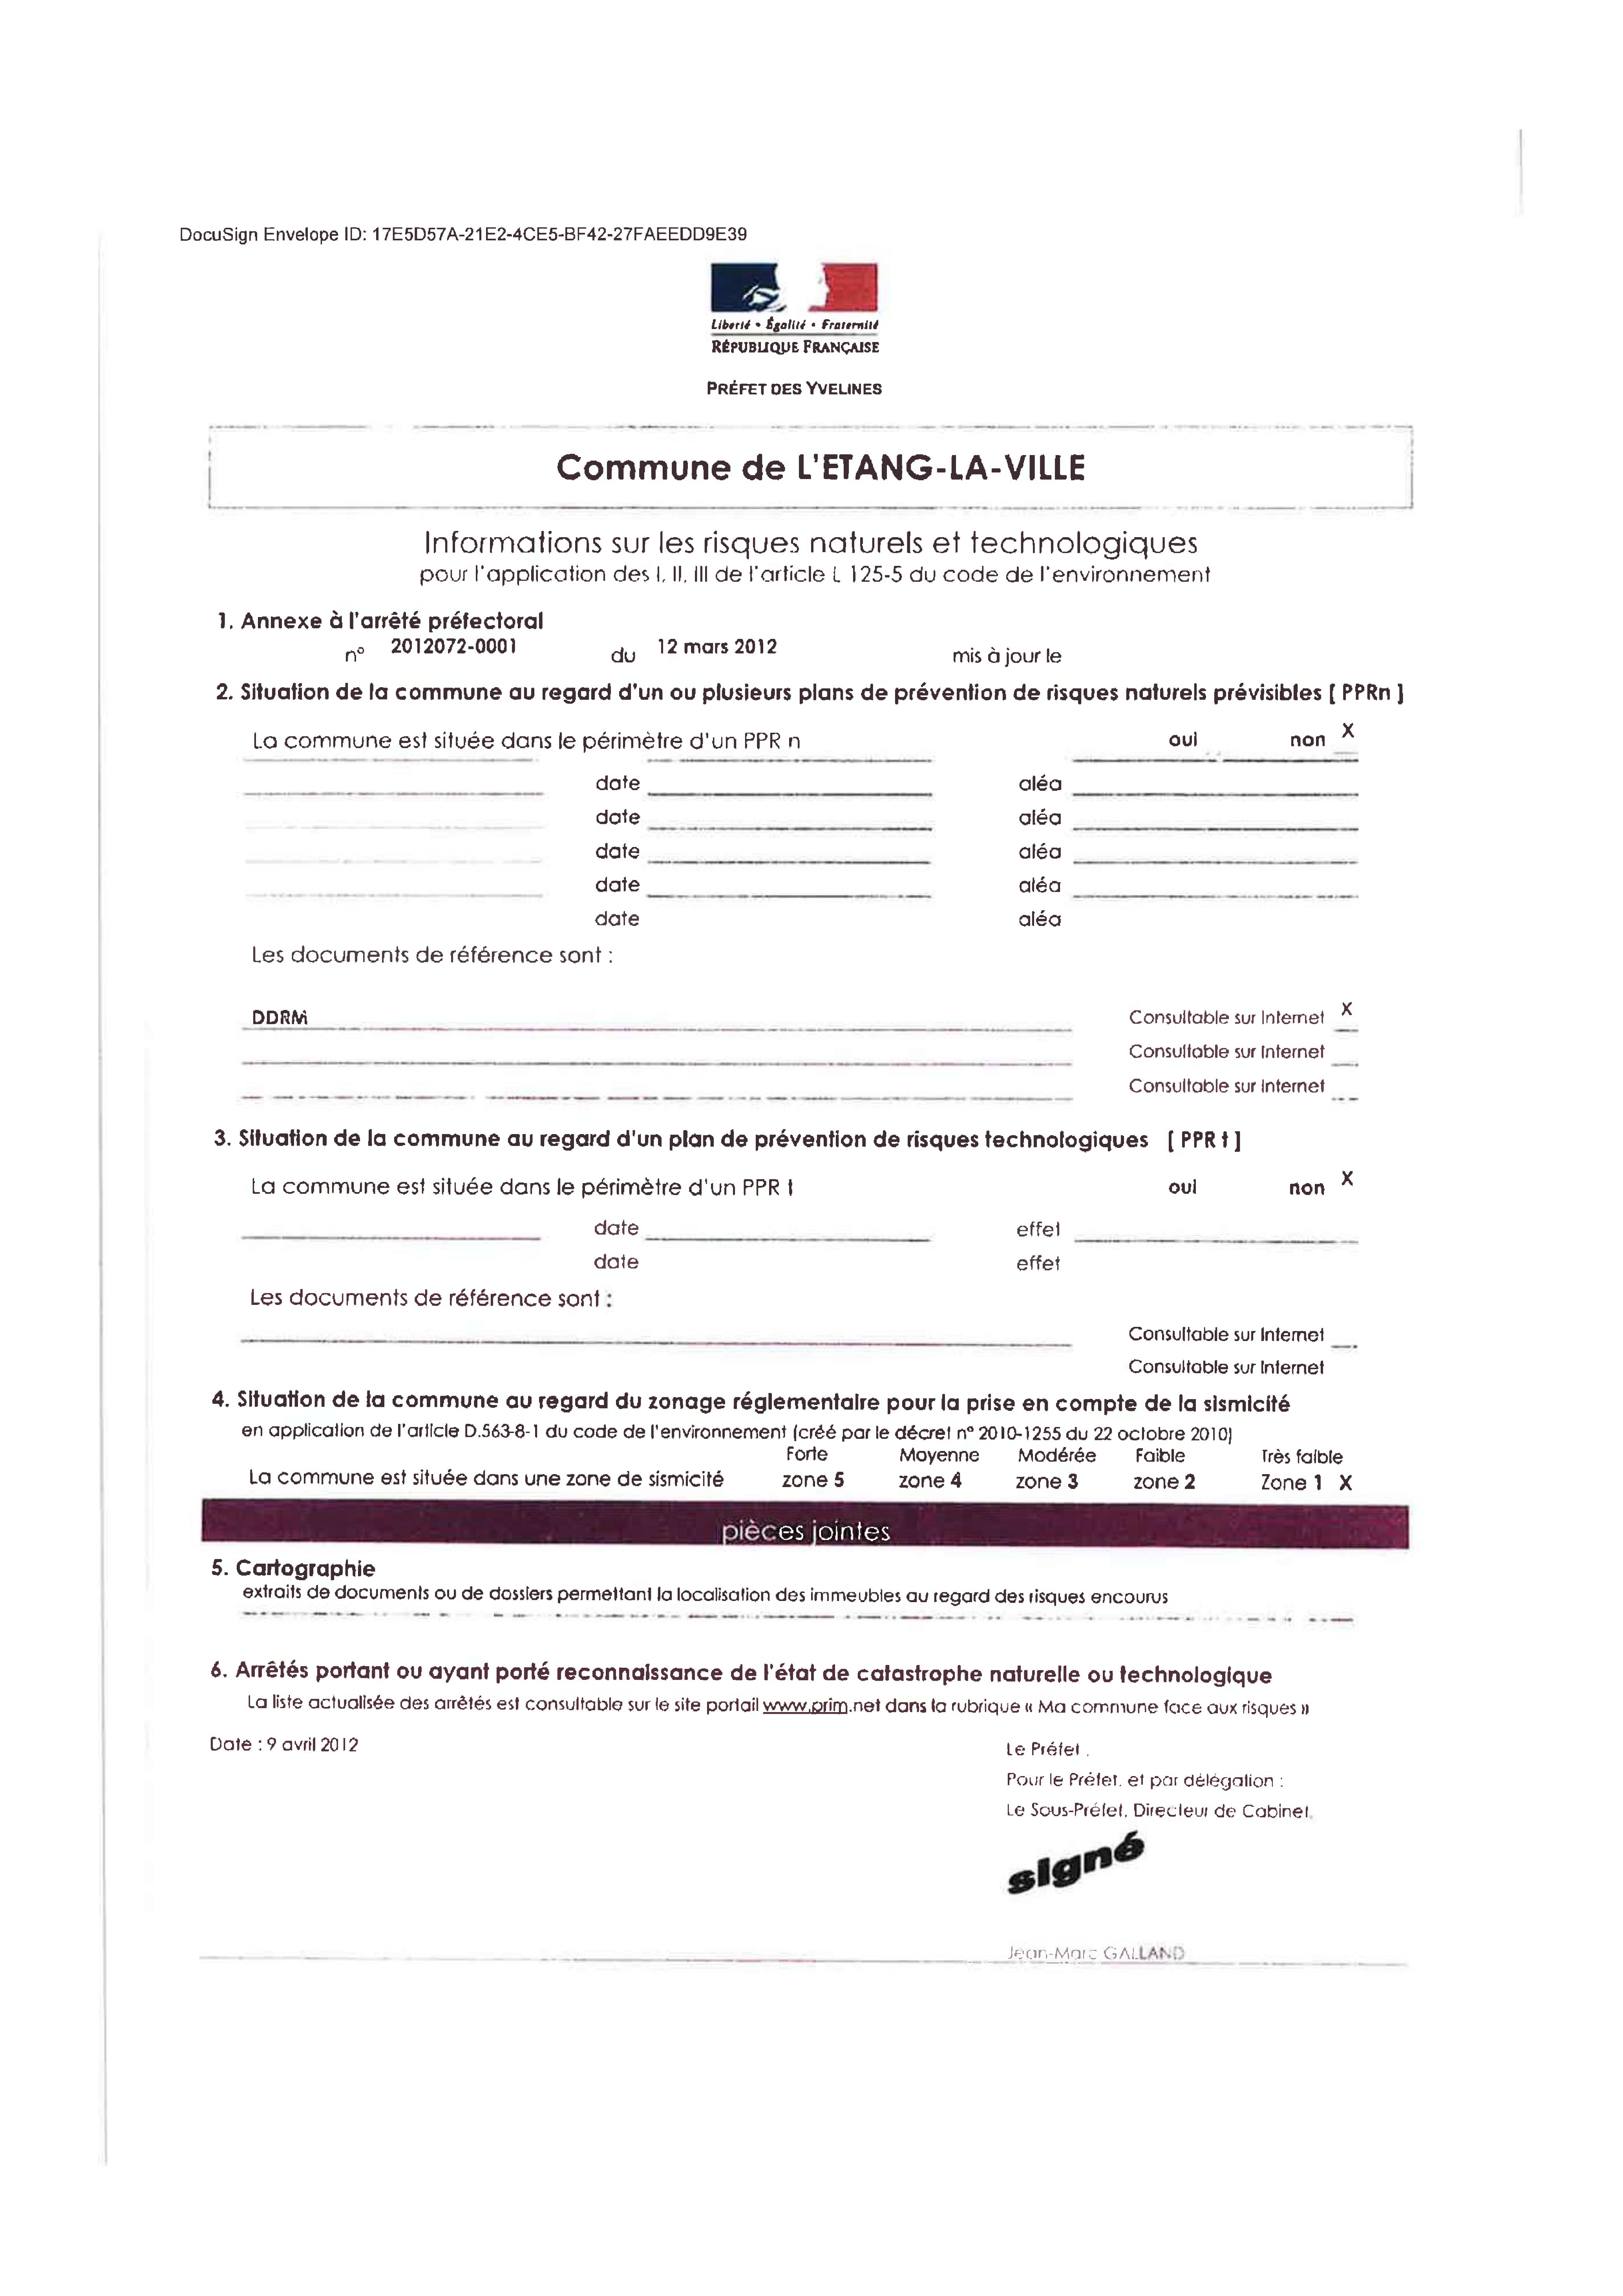 DocuSign Envelope ID: 17E5D57A-21E2-4CE5-BF42-27FAEEDD9E39
Liberté • Égalité • Fraternité
RÉPUBLIQUE FRANÇAISE
PRÉFET DES YVELINES
Commune de L'ETANG-LA-VILLE
Informations sur les risques naturels et technologiques
pour l'application des I, II, III de l'article L 125-5 du code de l'environnement
1. Annexe à l'arrêté préfectoral
n° 2012072-0001 du 12 mars 2012 mis à jour le
2. Situation de la commune au regard d'un ou plusieurs plans de prévention de risques naturels prévisibles [ PPRn ]
La commune est située dans le périmètre d'un PPR n oui non X
date aléa
date aléa
date aléa
date aléa
date aléa
Les documents de référence sont :
DDRM Consultable sur Internet X
Consultable sur Internet
Consultable sur Internet
3. Situation de la commune au regard d'un plan de prévention de risques technologiques [ PPR t ]
La commune est située dans le périmètre d'un PPR t oui non X
date effet
date effet
Les documents de référence sont :
Consultable sur Internet
Consultable sur Internet
4. Situation de la commune au regard du zonage réglementaire pour la prise en compte de la sismicité
en application de l'article D.563-8-1 du code de l'environnement (créé par le décret n° 2010-1255 du 22 octobre 2010)
Forte Moyenne Modérée Faible Très faible
La commune est située dans une zone de sismicité zone 5 zone 4 zone 3 zone 2 Zone 1 X
pièces jointes
5. Cartographie
extraits de documents ou de dossiers permettant la localisation des immeubles au regard des risques encourus
6. Arrêtés portant ou ayant porté reconnaissance de l'état de catastrophe naturelle ou technologique
La liste actualisée des arrêtés est consultable sur le site portail www.prim.net dans la rubrique « Ma commune face aux risques »
Date : 9 avril 2012
Le Préfet,
Pour le Préfet, et par délégation :
Le Sous-Préfet, Directeur de Cabinet,
signé
Jean-Marc GALLAND